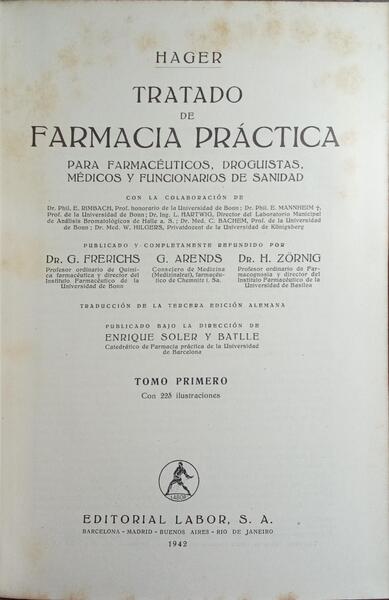 HAGER
TRATADO
DE
FARMACIA PRÁCTICA
PARA FARMACÉUTICOS, DROGUISTAS,
MÉDICOS Y FUNCIONARIOS DE SANIDAD
CON LA COLABORACIÓN DE
Dr. Phil. E. RIMBACH, Prof. honorario de la Universidad de Bonn; Dr. Phil. E. MANNHEIM †,
Prof. de la Universidad de Bonn; Dr. Ing. L. HARTWIG, Director del Laboratorio Municipal
de Análisis Bromatológicos de Halle a. S.; Dr. Med. C. BACHEM, Prof. de la Universidad
de Bonn; Dr. Med. W. HILGERS, Privatdozent de la Universidad de Königsberg
PUBLICADO Y COMPLETAMENTE REFUNDIDO POR
DR. G. FRERICHS
Profesor ordinario de Quími-
ca farmacéutica y director del
Instituto Farmacéutico de la
Universidad de Bonn
G. ARENDS
Consejero de Medicina
(Medizinalrat), farmacéu-
tico de Chemnitz i. Sa.
DR. H. ZÖRNIG
Profesor ordinario de Far-
macognosia y director del
Instituto Farmacéutico de la
Universidad de Basilea
TRADUCCIÓN DE LA TERCERA EDICIÓN ALEMANA
PUBLICADO BAJO LA DIRECCIÓN DE
ENRIQUE SOLER Y BATLLE
Catedrático de Farmacia práctica de la Universidad
de Barcelona
TOMO PRIMERO
Con 228 ilustraciones
LABOR
EDITORIAL LABOR, S. A.
BARCELONA - MADRID - BUENOS AIRES - RIO DE JANEIRO
1942